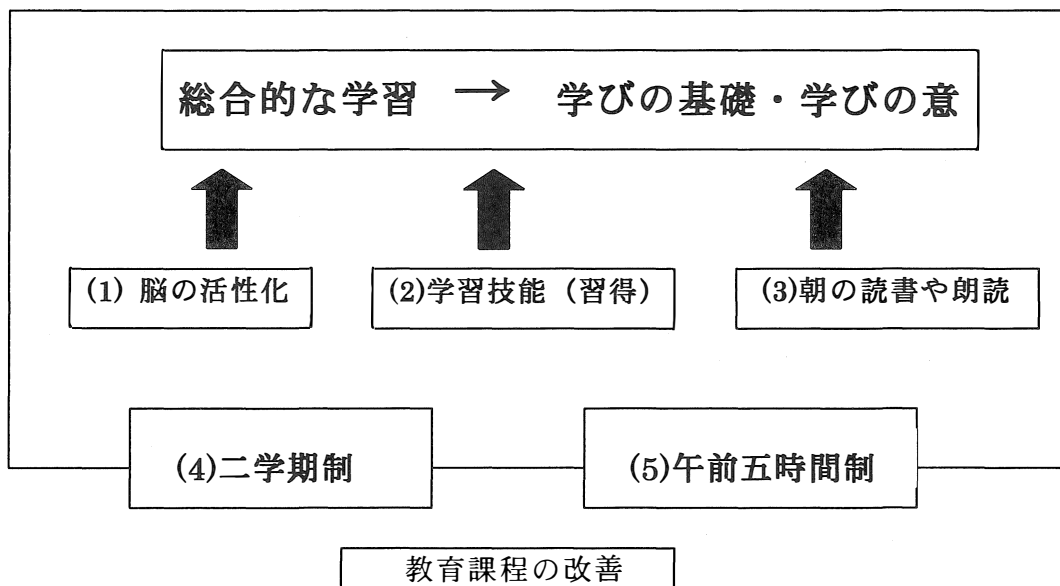 総合的な学習 → 学びの基礎・学びの意
(1) 脳の活性化 (2)学習技能（習得） (3)朝の読書や朗読
(4)二学期制 (5)午前五時間制
教育課程の改善